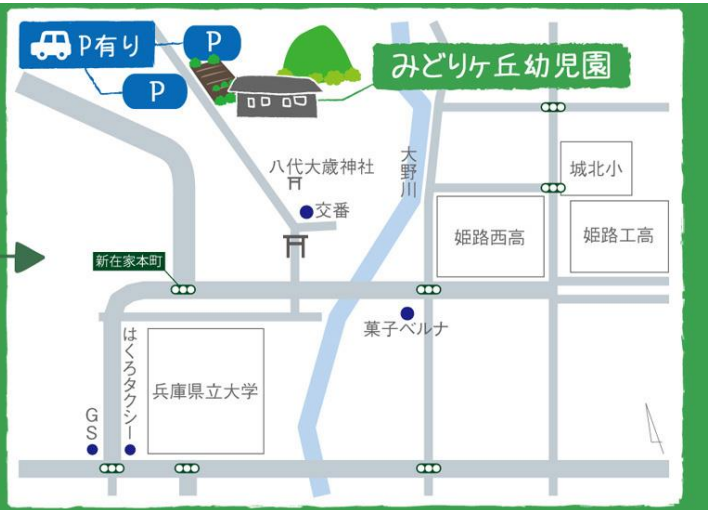 P有り
P
P
みどりヶ丘幼児園
八代大歳神社
交番
大野川
城北小
姫路西高
姫路工高
新在家本町
菓子ベルナ
はくろタクシー
兵庫県立大学
GS